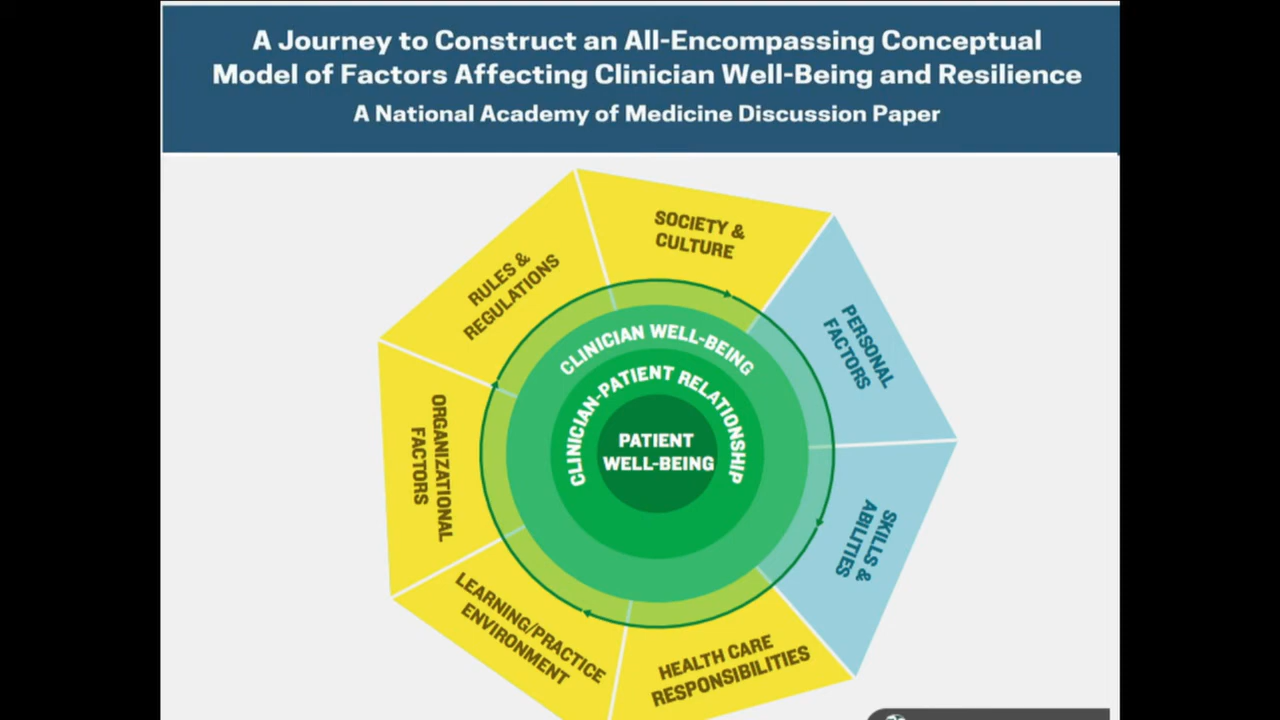 A Journey to Construct an All-Encompassing Conceptual
Model of Factors Affecting Clinician Well-Being and Resilience
A National Academy of Medicine Discussion Paper
SOCIETY &
CULTURE
RULES &
REGULATIONS
PERSONAL
FACTORS
CLINICIAN WELL-BEING
CLINICIAN-PATIENT RELATIONSHIP
PATIENT
WELL-BEING
ORGANIZATIONAL
FACTORS
SKILLS &
ABILITIES
LEARNING/PRACTICE
ENVIRONMENT
HEALTH CARE
RESPONSIBILITIES